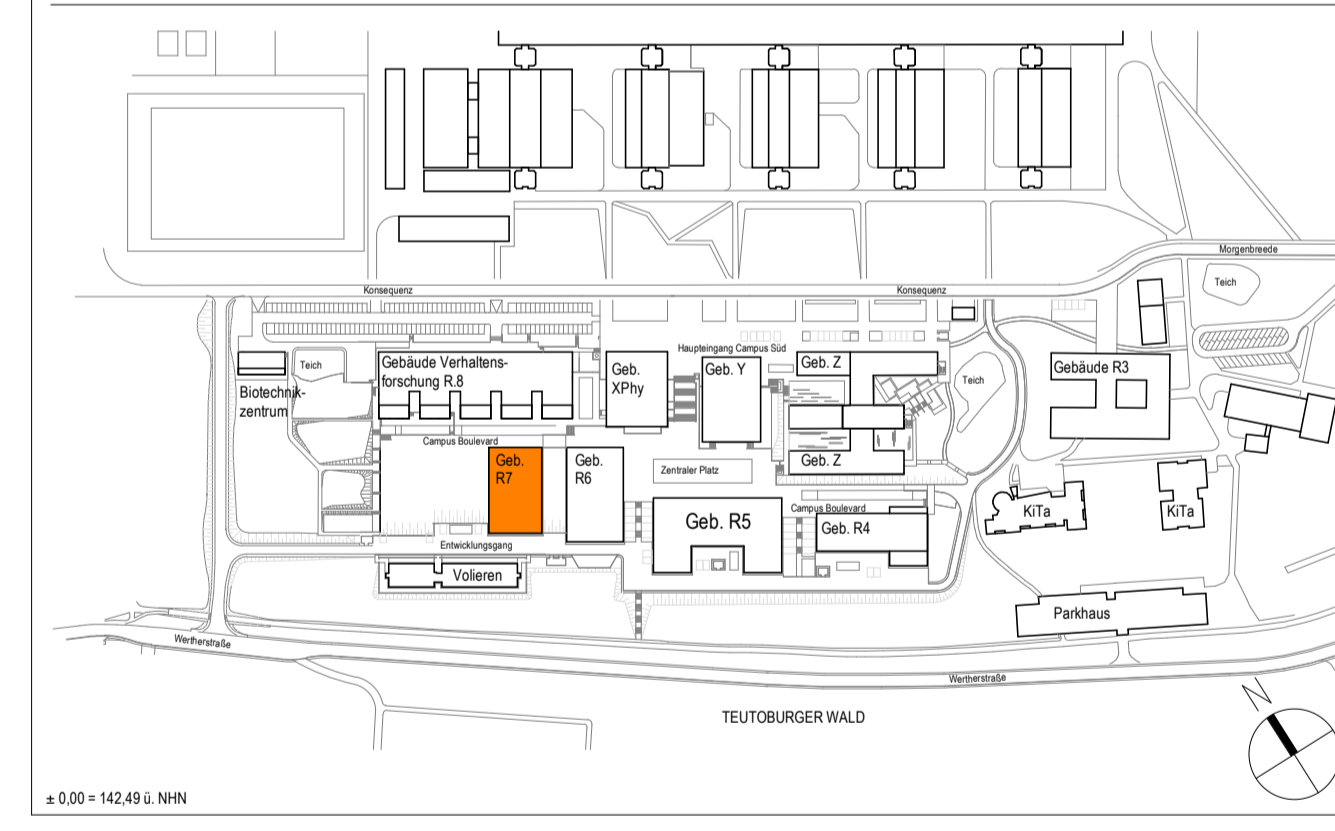 Morgenbreede
Teich
Konsequenz
Konsequenz
Haupteingang Campus Süd
Gebäude Verhaltens-
forschung R.8
Teich
Biotechnik-
zentrum
Geb.
XPhy
Geb. Y
Geb. Z
Teich
Gebäude R3
Campus Boulevard
Geb.
R7
Geb.
R6
Zentraler Platz
Geb. Z
Geb. R5
Campus Boulevard
Geb. R4
KiTa
KiTa
Entwicklungsgang
Volieren
Parkhaus
Wertherstraße
Wertherstraße
N
TEUTOBURGER WALD
± 0,00 = 142,49 ü. NHN